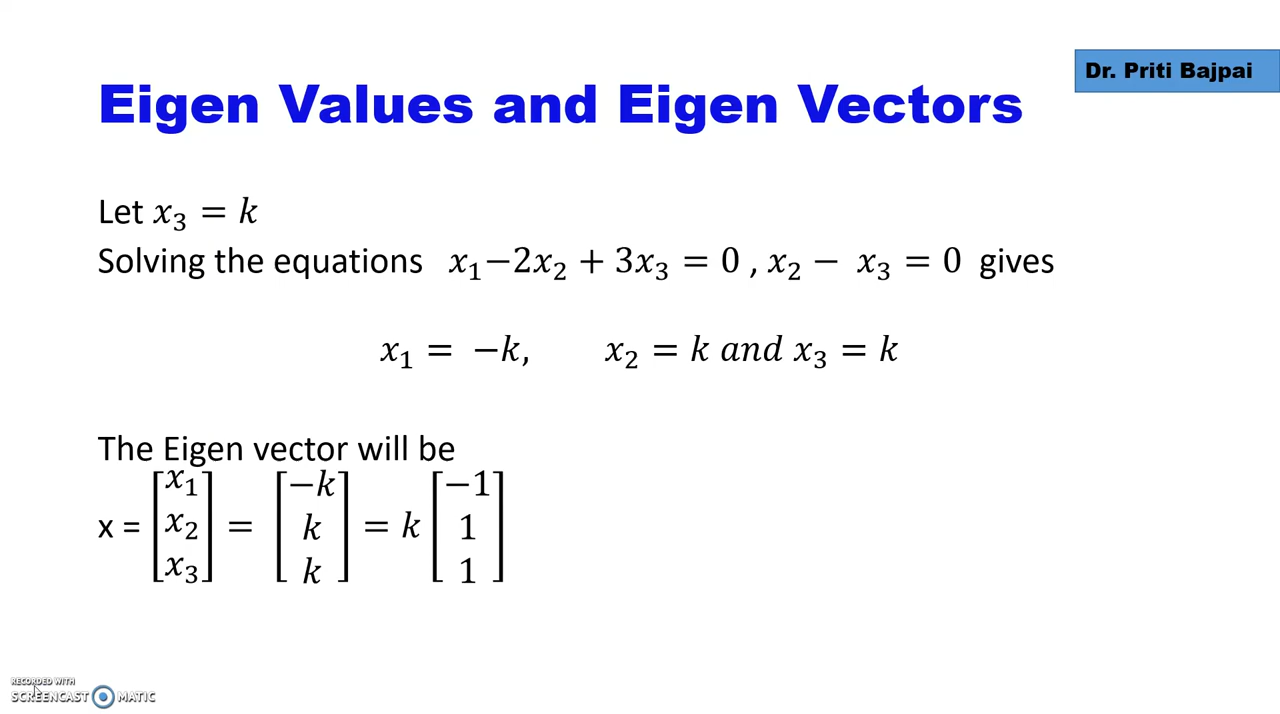 Dr. Priti Bajpai
Eigen Values and Eigen Vectors
Let x₃ = k
Solving the equations x₁−2x₂ + 3x₃ = 0 , x₂ − x₃ = 0 gives
x₁ = −k, x₂ = k and x₃ = k
The Eigen vector will be
x = [x₁ x₂ x₃] = [−k k k] = k [−1 1 1]
RECORDED WITH
SCREENCAST MATIC